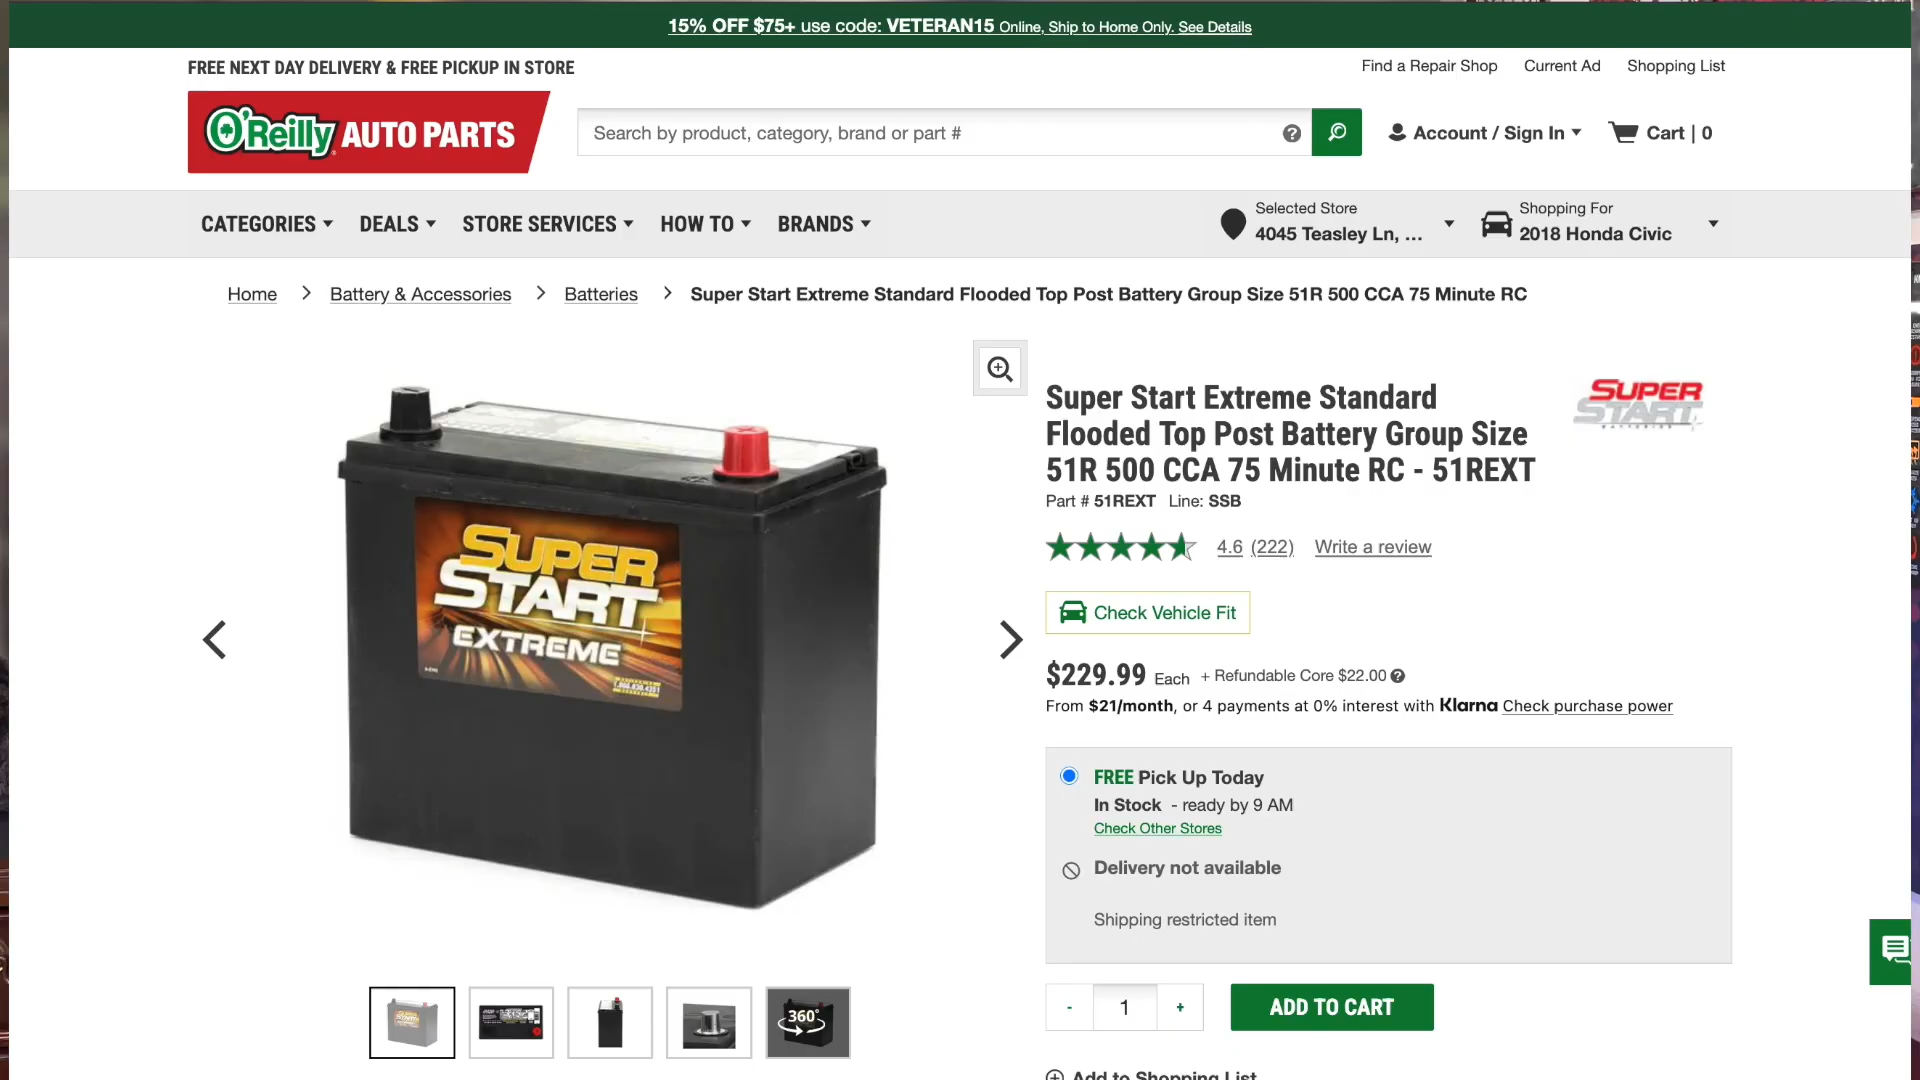 15% OFF $75+ use code: VETERAN15 Online, Ship to Home Only. See Details
FREE NEXT DAY DELIVERY & FREE PICKUP IN STORE
Find a Repair Shop
Current Ad
Shopping List
O'Reilly AUTO PARTS
Search by product, category, brand or part #
Account / Sign In
Cart | 0
CATEGORIES
DEALS
STORE SERVICES
HOW TO
BRANDS
Selected Store
4045 Teasley Ln, ...
Shopping For
2018 Honda Civic
Home > Battery & Accessories > Batteries > Super Start Extreme Standard Flooded Top Post Battery Group Size 51R 500 CCA 75 Minute RC
SUPER
START
EXTREME
Super Start Extreme Standard
Flooded Top Post Battery Group Size
51R 500 CCA 75 Minute RC - 51REXT
SUPER
START
BATTERIES
Part # 51REXT Line: SSB
4.6 (222) Write a review
Check Vehicle Fit
$229.99 Each + Refundable Core $22.00
From $21/month, or 4 payments at 0% interest with Klarna Check purchase power
FREE Pick Up Today
In Stock - ready by 9 AM
Check Other Stores
Delivery not available
Shipping restricted item
- 1 +
ADD TO CART
360°
Add to Shopping List